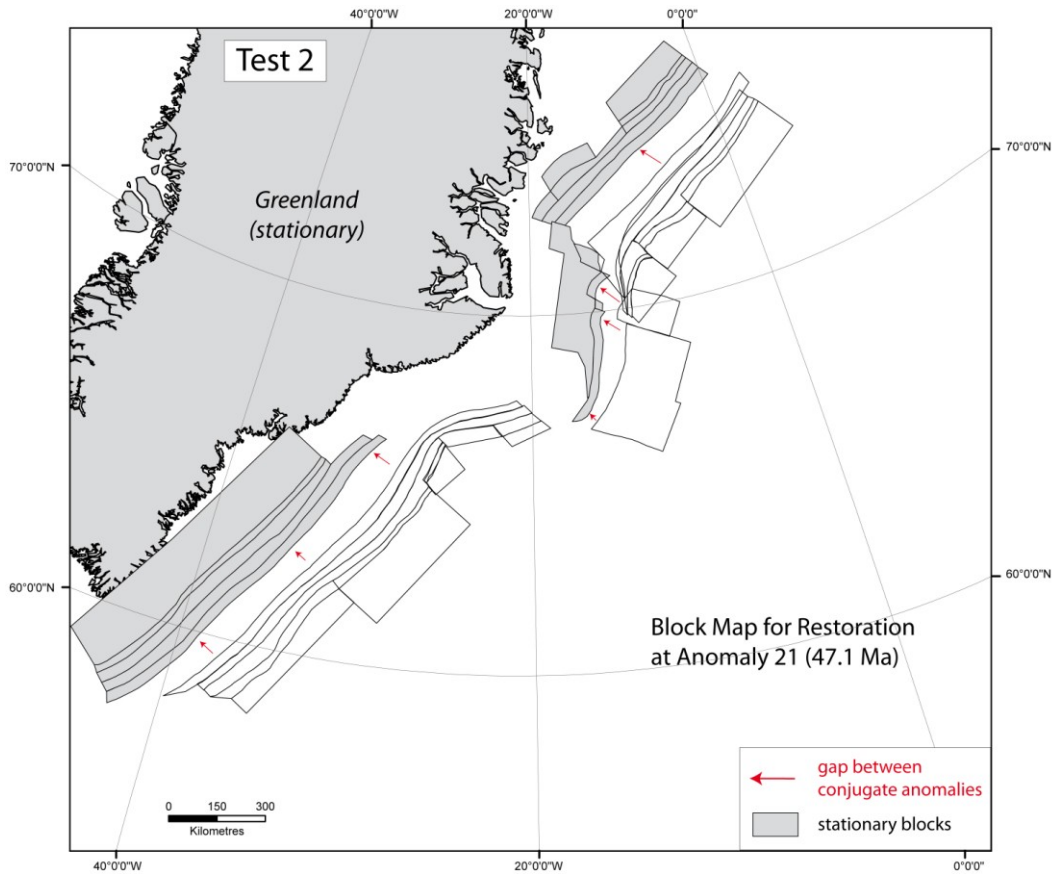 40°0'0"W
20°0'0"W
0°0'0"
Test 2
70°0'0"N
70°0'0"N
Greenland
(stationary)
60°0'0"N
60°0'0"N
Block Map for Restoration
at Anomaly 21 (47.1 Ma)
gap between
conjugate anomalies
stationary blocks
0 150 300
Kilometres
40°0'0"W
20°0'0"W
0°0'0"